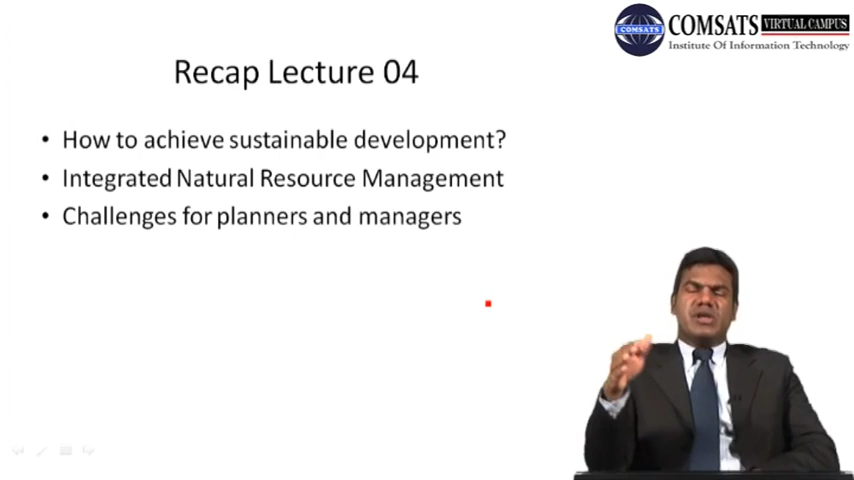 COMSATS VIRTUAL CAMPUS
COMSATS
Institute Of Information Technology
Recap Lecture 04
• How to achieve sustainable development?
• Integrated Natural Resource Management
• Challenges for planners and managers